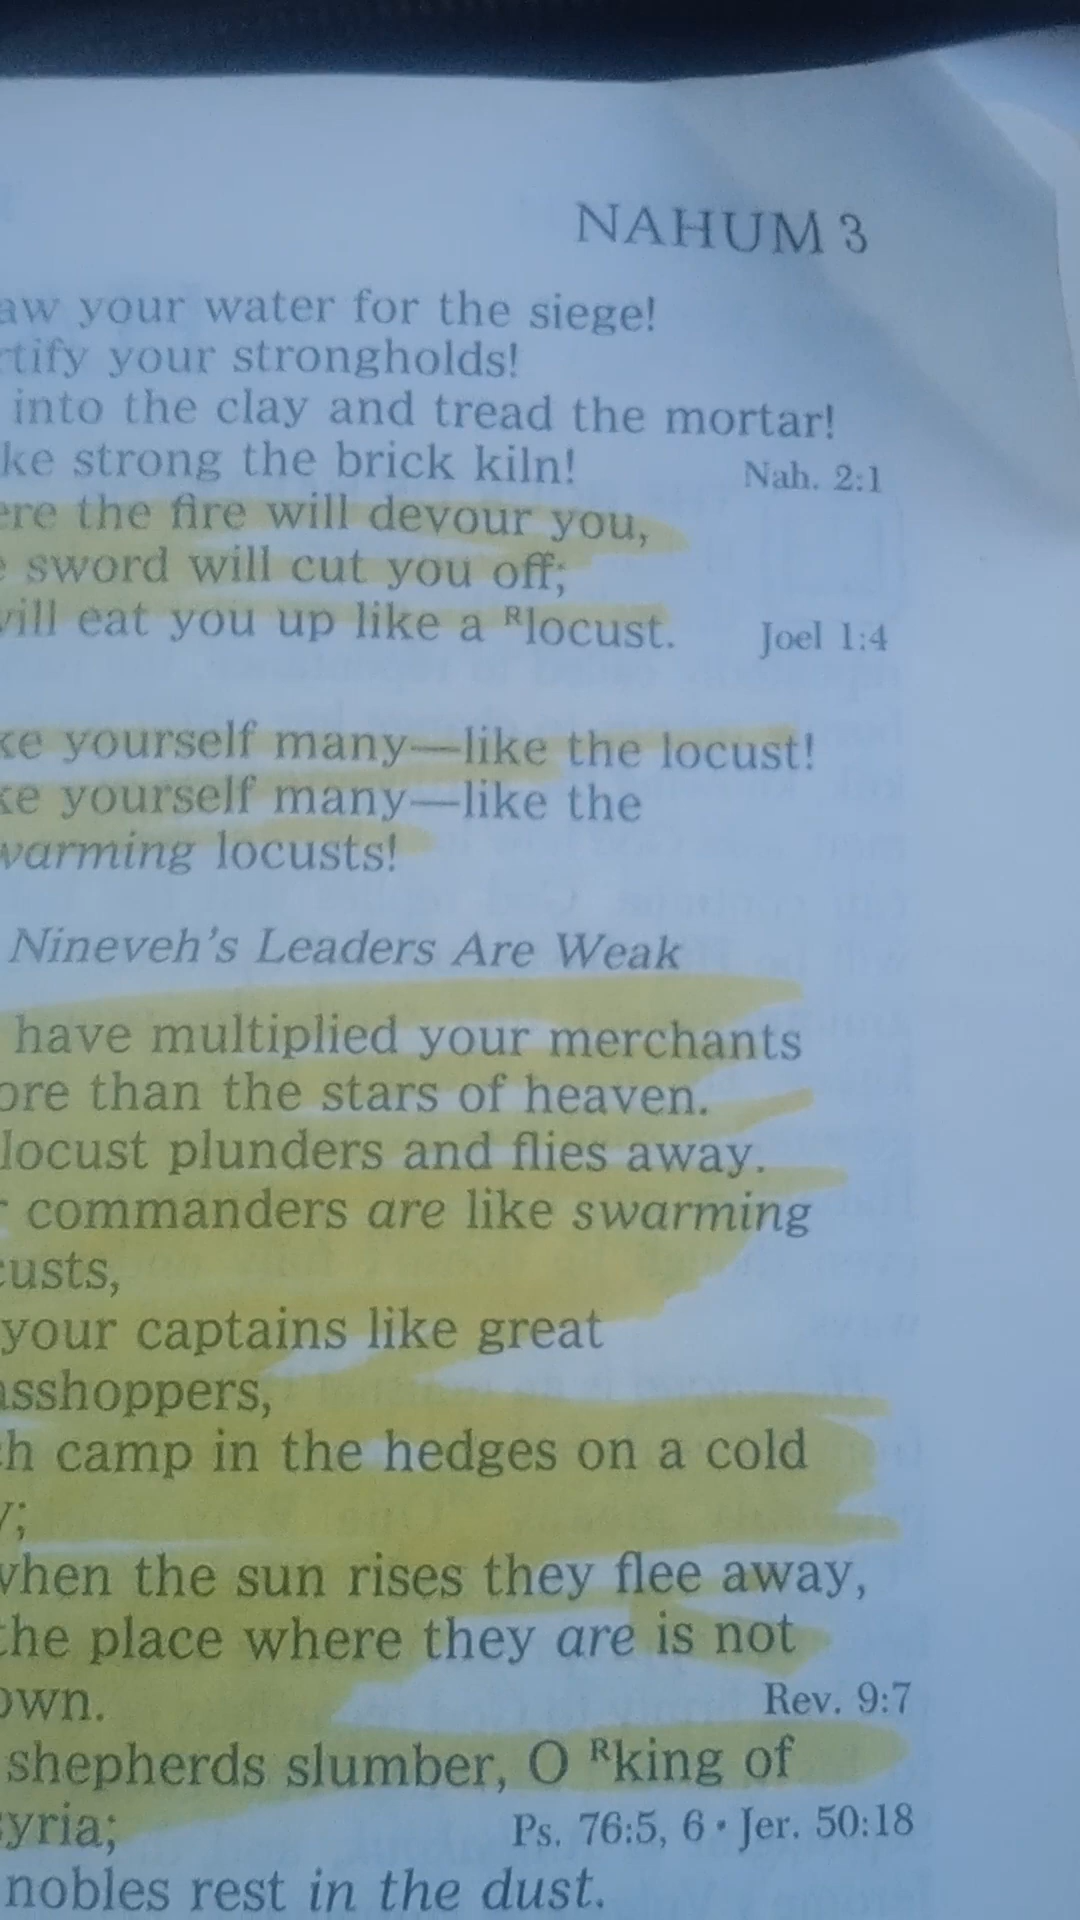 NAHUM 3
aw your water for the siege!
rtify your strongholds!
into the clay and tread the mortar!
ke strong the brick kiln! Nah. 2:1
ere the fire will devour you,
e sword will cut you off;
will eat you up like a ᴿlocust. Joel 1:4
ke yourself many—like the locust!
ke yourself many—like the
warming locusts!
Nineveh's Leaders Are Weak
have multiplied your merchants
ore than the stars of heaven.
locust plunders and flies away.
r commanders are like swarming
custs,
your captains like great
asshoppers,
ch camp in the hedges on a cold
y;
when the sun rises they flee away,
the place where they are is not
own. Rev. 9:7
shepherds slumber, O ᴿking of
syria; Ps. 76:5, 6 • Jer. 50:18
nobles rest in the dust.